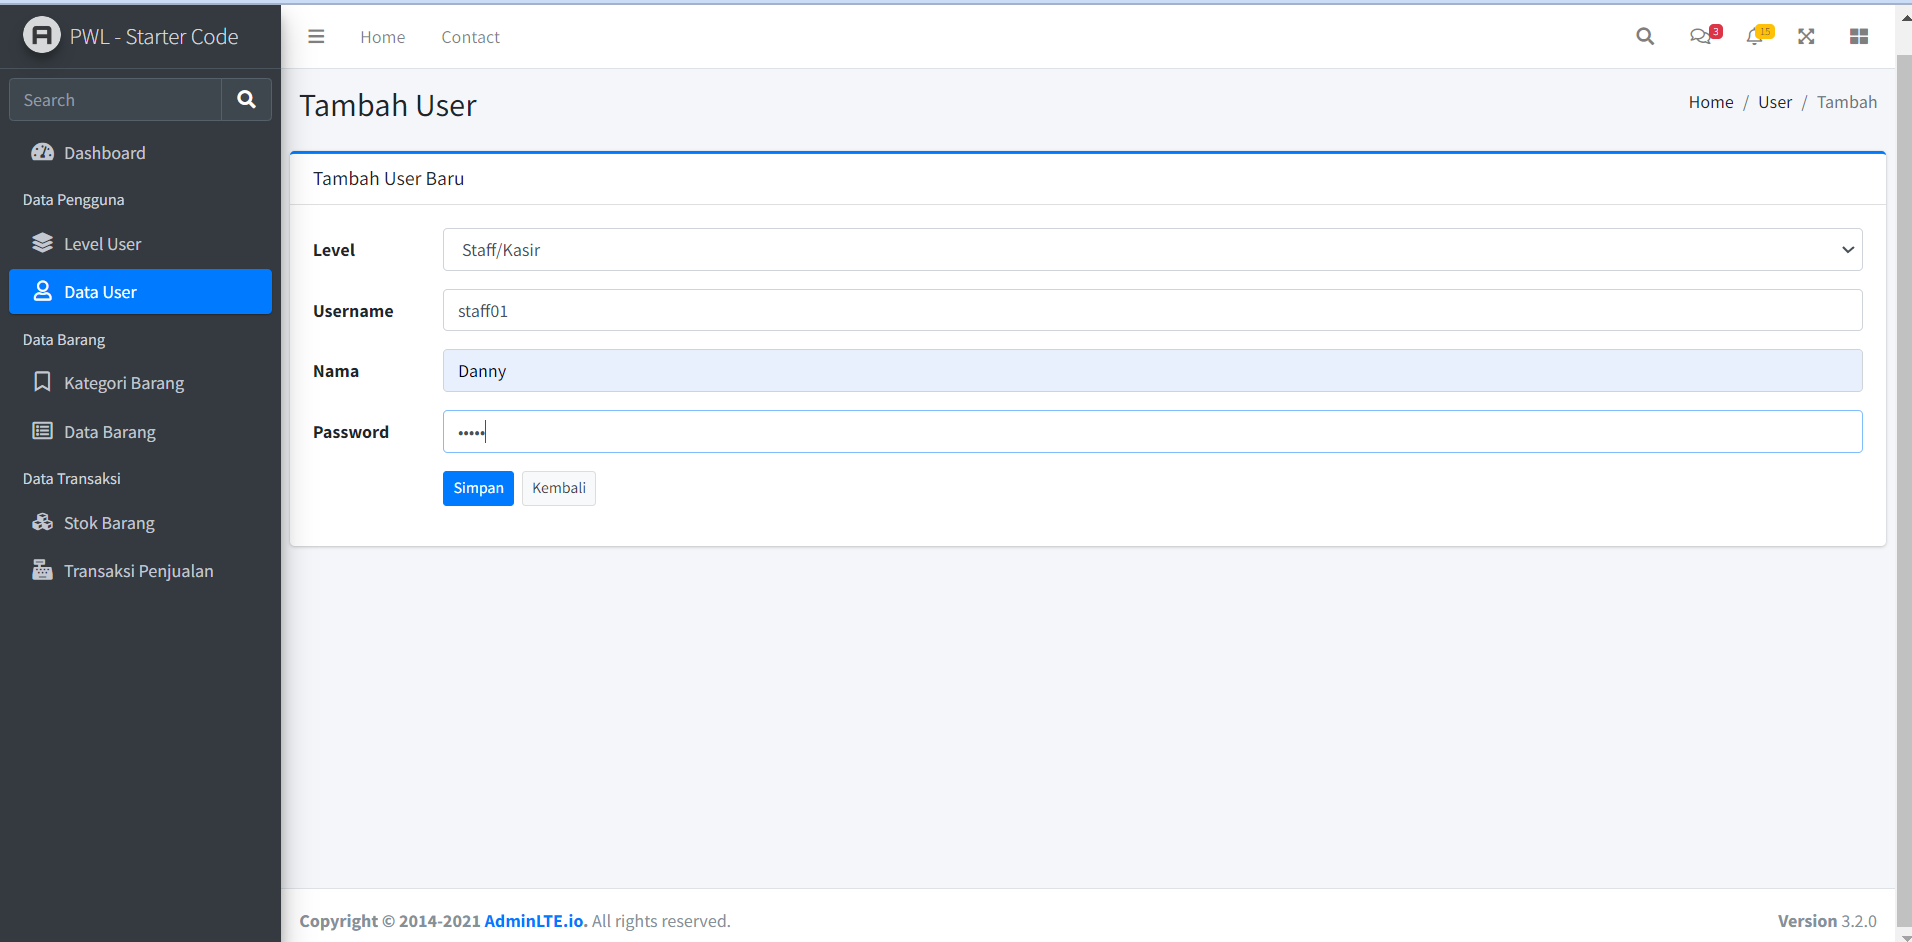 PWL - Starter Code
Home
Contact
3
15
Search
Tambah User
Home / User / Tambah
Dashboard
Data Pengguna
Level User
Data User
Data Barang
Kategori Barang
Data Barang
Data Transaksi
Stok Barang
Transaksi Penjualan
Tambah User Baru
Level
Staff/Kasir
Username
staff01
Nama
Danny
Password
•••••
Simpan
Kembali
Copyright © 2014-2021 AdminLTE.io. All rights reserved.
Version 3.2.0